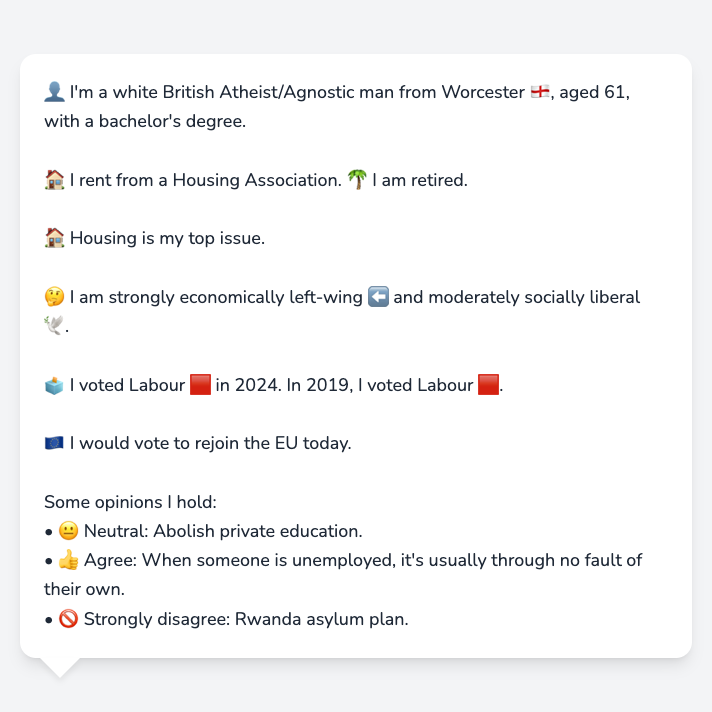 👤 I'm a white British Atheist/Agnostic man from Worcester 🏴󠁧󠁢󠁥󠁮󠁧󠁿, aged 61,
with a bachelor's degree.
🏠 I rent from a Housing Association. 🌴 I am retired.
🏠 Housing is my top issue.
🤔 I am strongly economically left-wing ⬅️ and moderately socially liberal
🕊️.
🗳️ I voted Labour 🟥 in 2024. In 2019, I voted Labour 🟥.
🇪🇺 I would vote to rejoin the EU today.
Some opinions I hold:
• 😐 Neutral: Abolish private education.
• 👍 Agree: When someone is unemployed, it's usually through no fault of
their own.
• 🚫 Strongly disagree: Rwanda asylum plan.